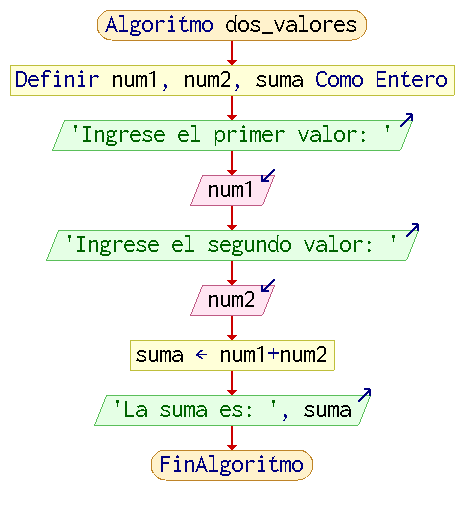 Algoritmo dos_valores
Definir num1, num2, suma Como Entero
'Ingrese el primer valor: '
num1
'Ingrese el segundo valor: '
num2
suma ← num1+num2
'La suma es: ', suma
FinAlgoritmo